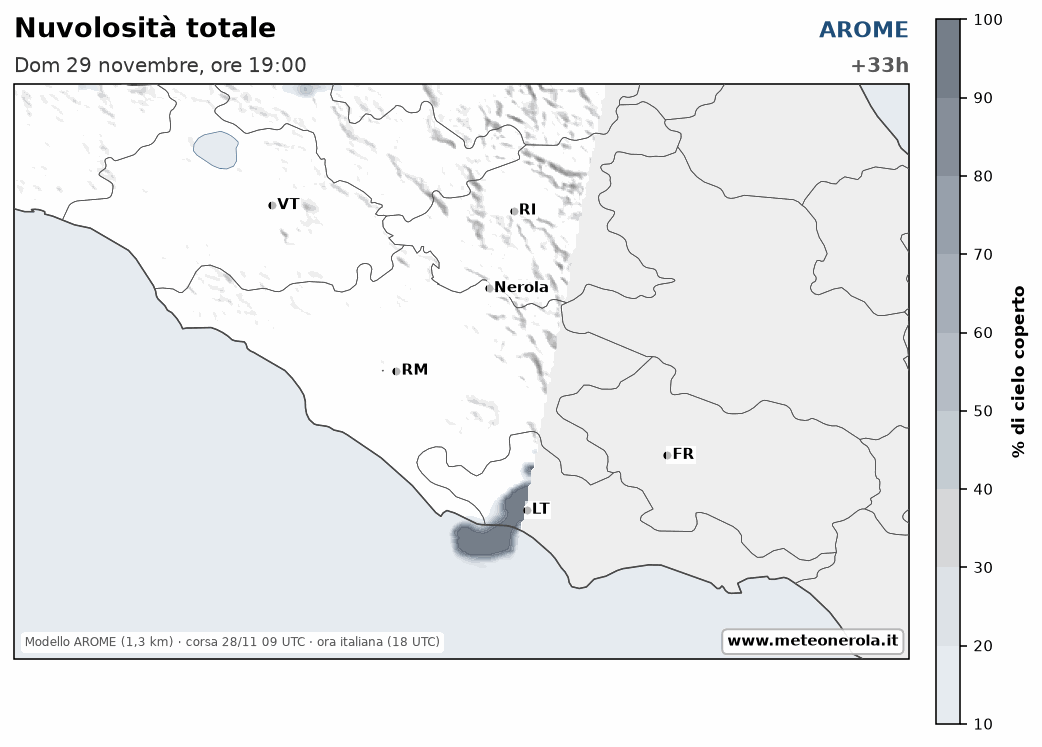 Nuvolosità totale
AROME
Dom 29 novembre, ore 19:00
+33h
100
90
80
70
60
50
40
30
20
10
% di cielo coperto
VT
RI
Nerola
RM
FR
LT
Modello AROME (1,3 km) · corsa 28/11 09 UTC · ora italiana (18 UTC)
www.meteonerola.it